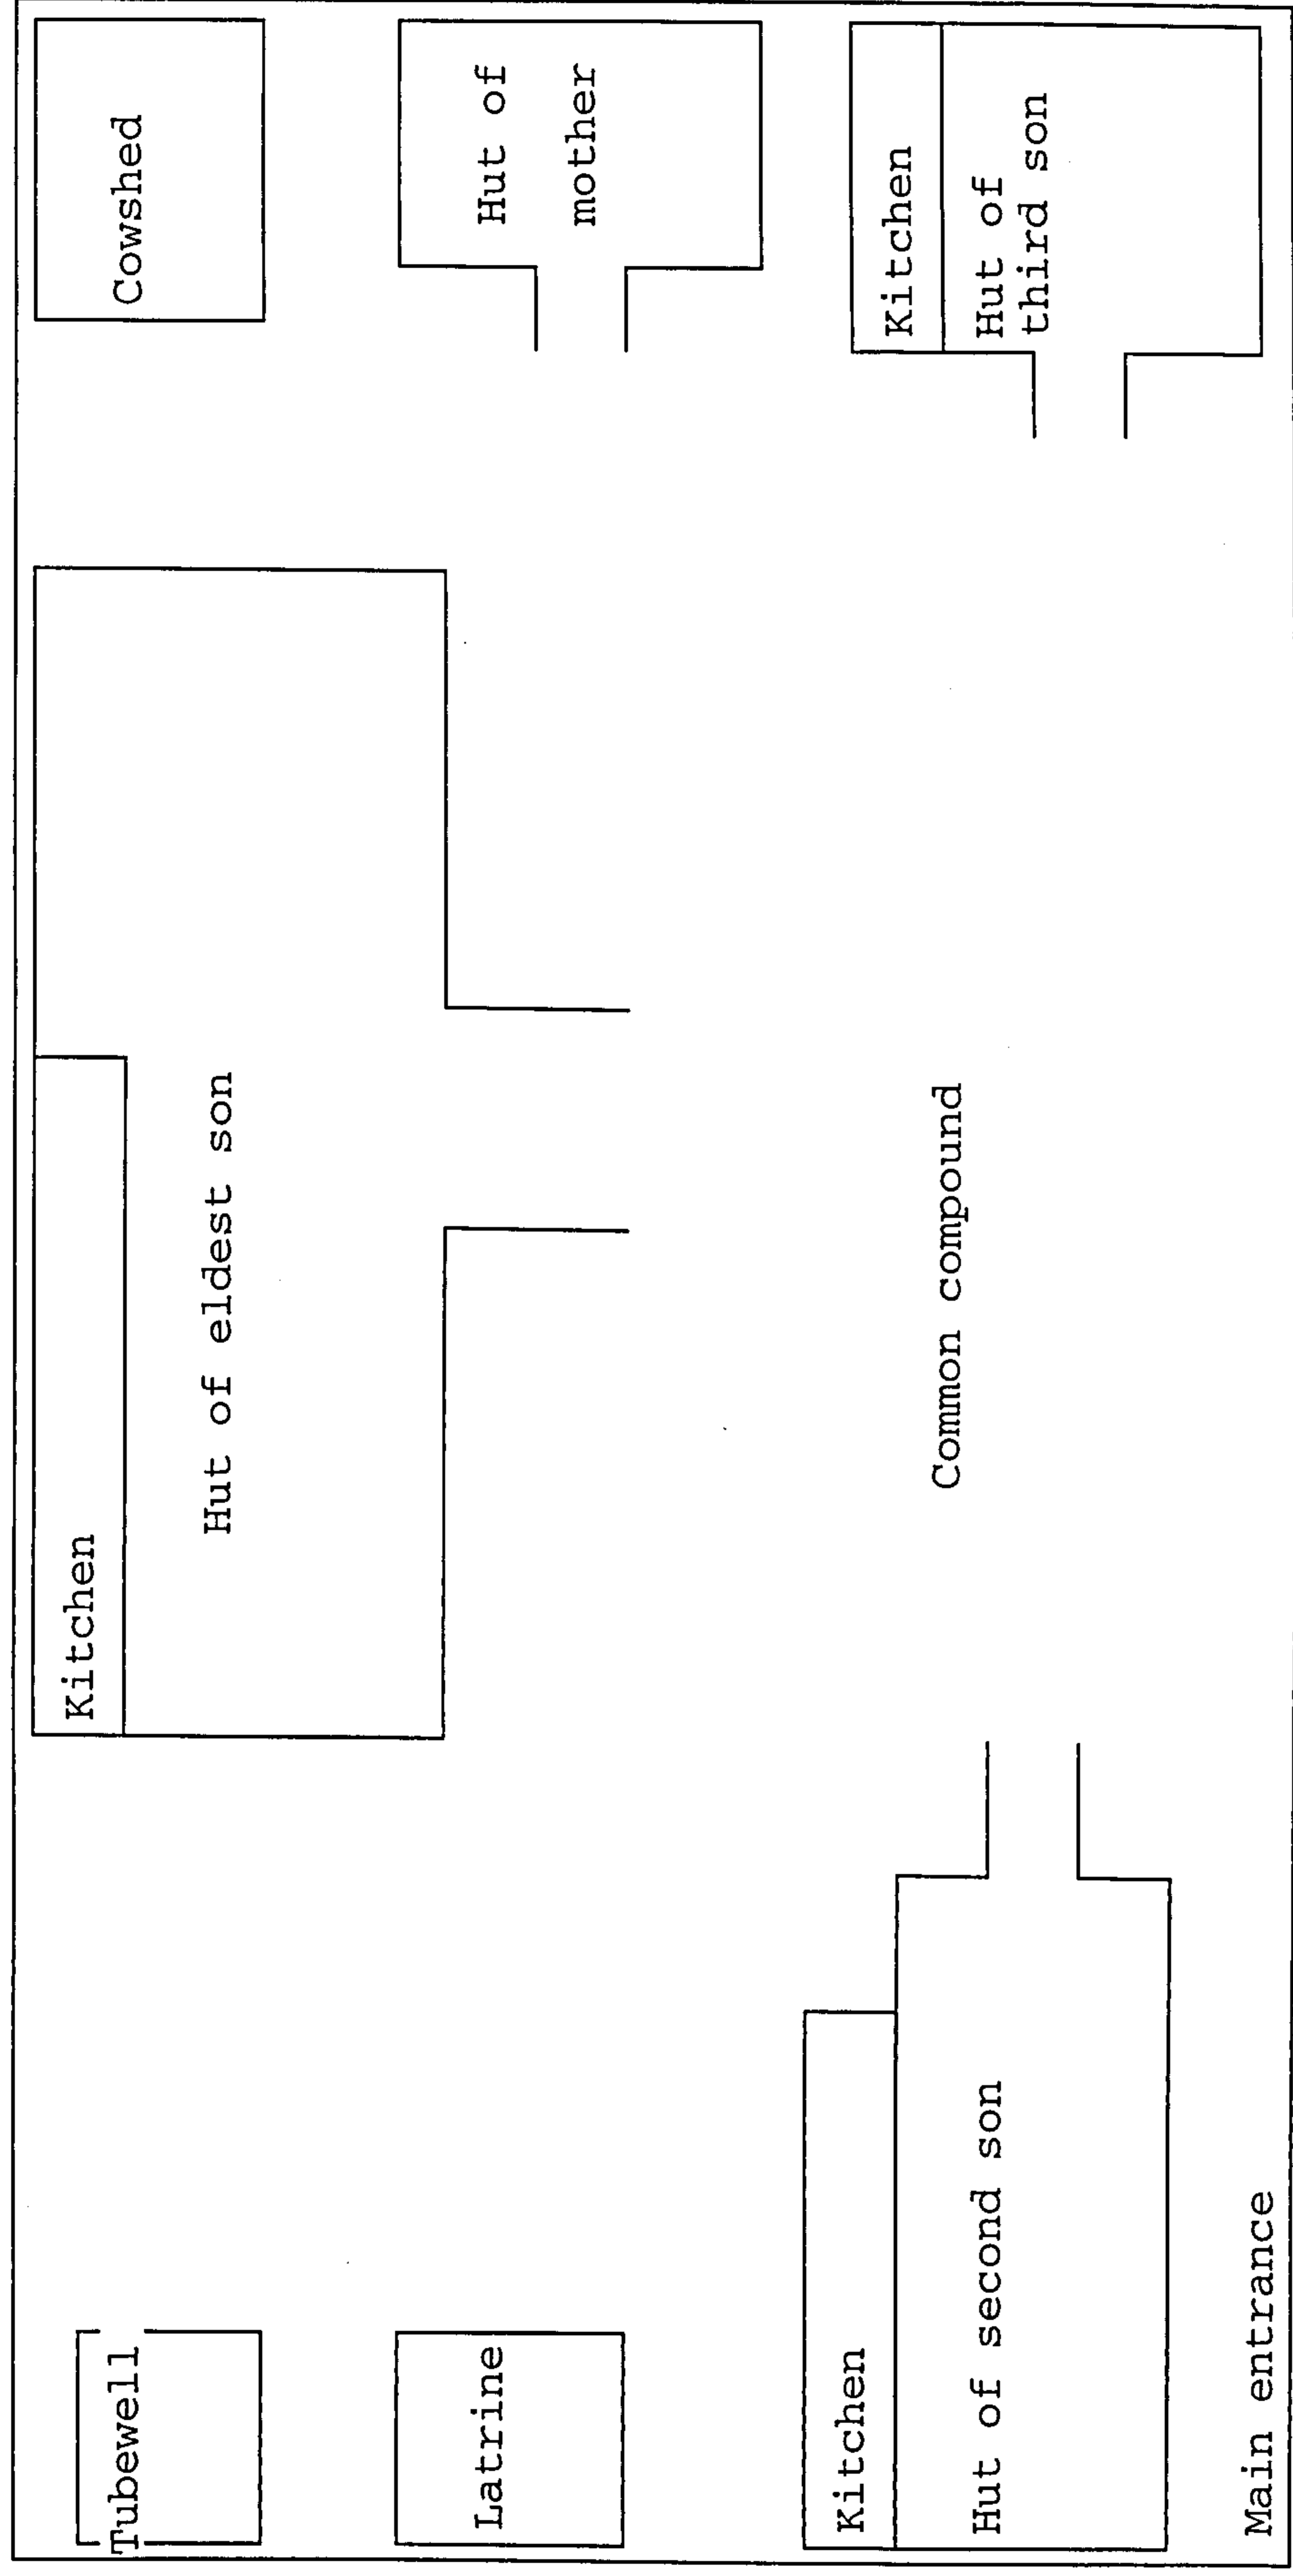 Tubewell
Kitchen
Hut of eldest son
Cowshed
Latrine
Hut of
mother
Kitchen
Hut of second son
Common compound
Kitchen
Hut of
third son
Main entrance